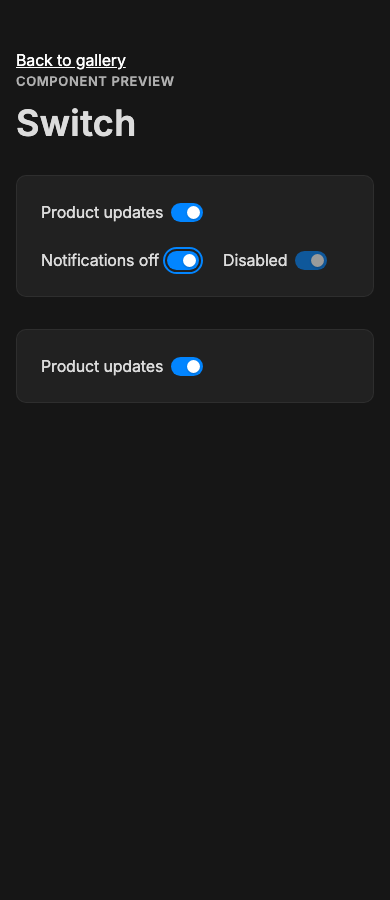 Back to gallery
COMPONENT PREVIEW
Switch
Product updates
Notifications off
Disabled
Product updates